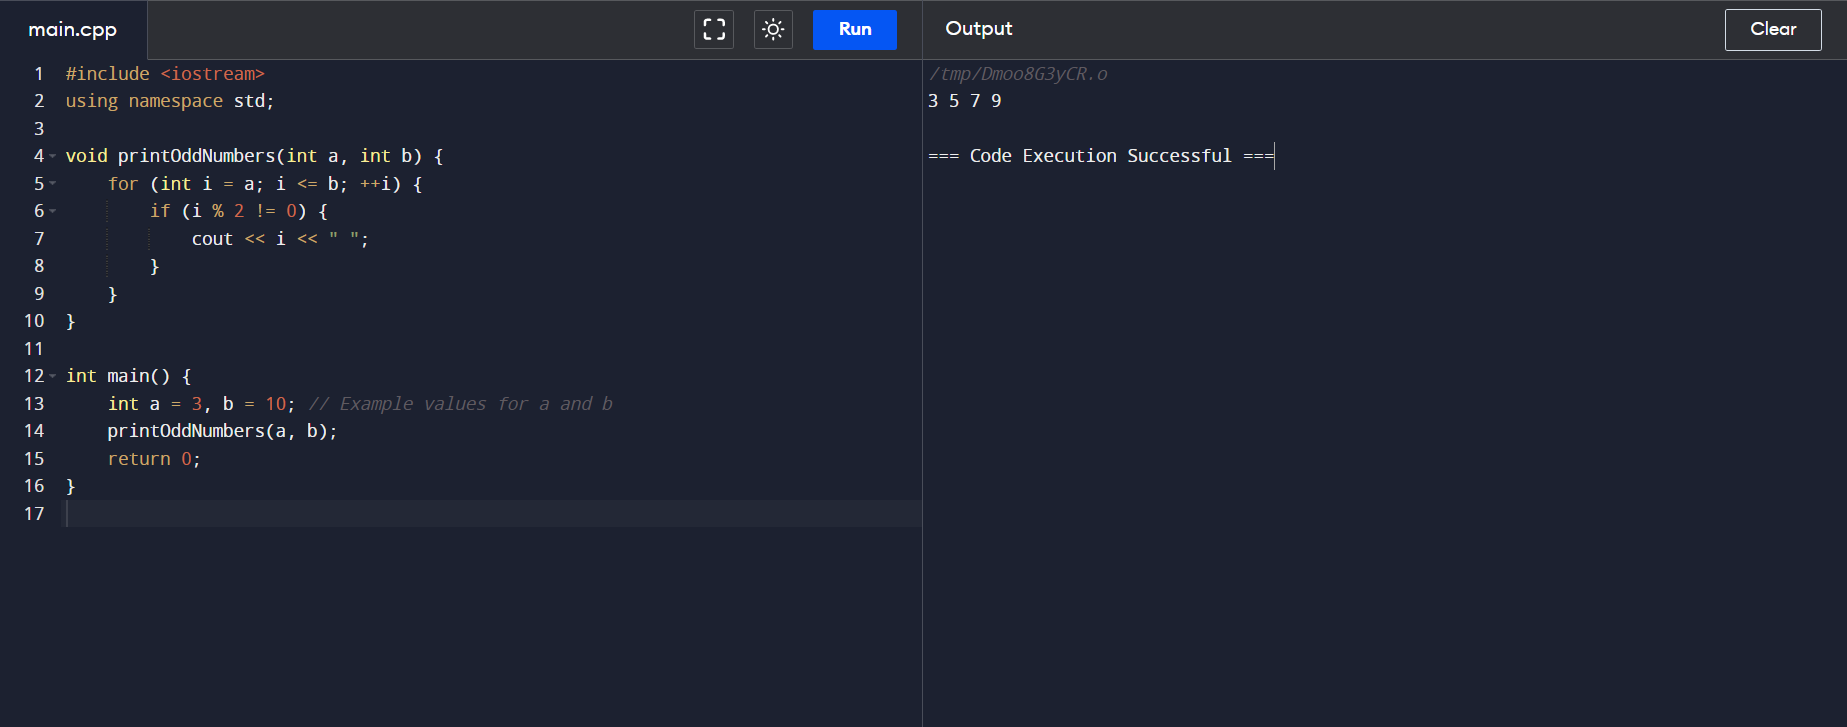 main.cpp
Run
1 #include <iostream>
2 using namespace std;
3
4 void printOddNumbers(int a, int b) {
5     for (int i = a; i <= b; ++i) {
6         if (i % 2 != 0) {
7             cout << i << " ";
8         }
9     }
10 }
11
12 int main() {
13     int a = 3, b = 10; // Example values for a and b
14     printOddNumbers(a, b);
15     return 0;
16 }
17
Output
Clear
/tmp/Dmoo8G3yCR.o
3 5 7 9
=== Code Execution Successful ===